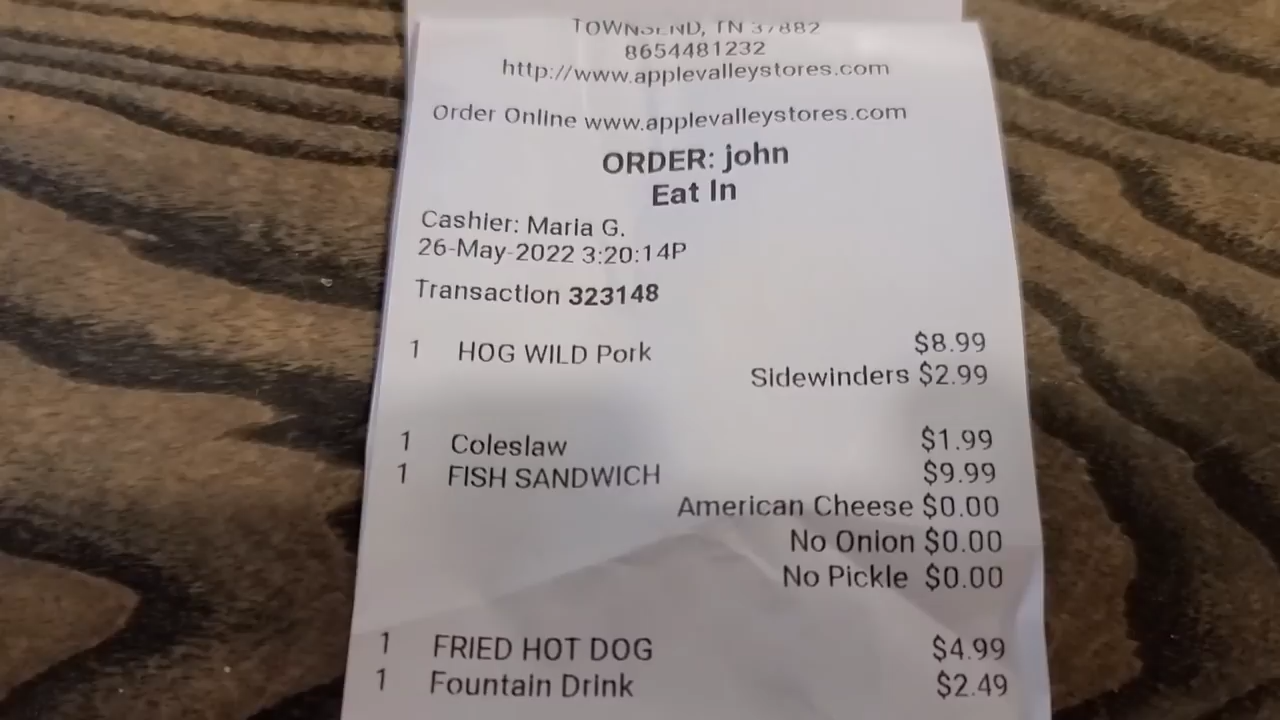 TOWNSEND, TN 37882
8654481232
http://www.applevalleystores.com
Order Online www.applevalleystores.com
ORDER: john
Eat In
Cashier: Maria G.
26-May-2022 3:20:14P
Transaction 323148
1 HOG WILD Pork $8.99
Sidewinders $2.99
1 Coleslaw $1.99
1 FISH SANDWICH $9.99
American Cheese $0.00
No Onion $0.00
No Pickle $0.00
1 FRIED HOT DOG $4.99
1 Fountain Drink $2.49